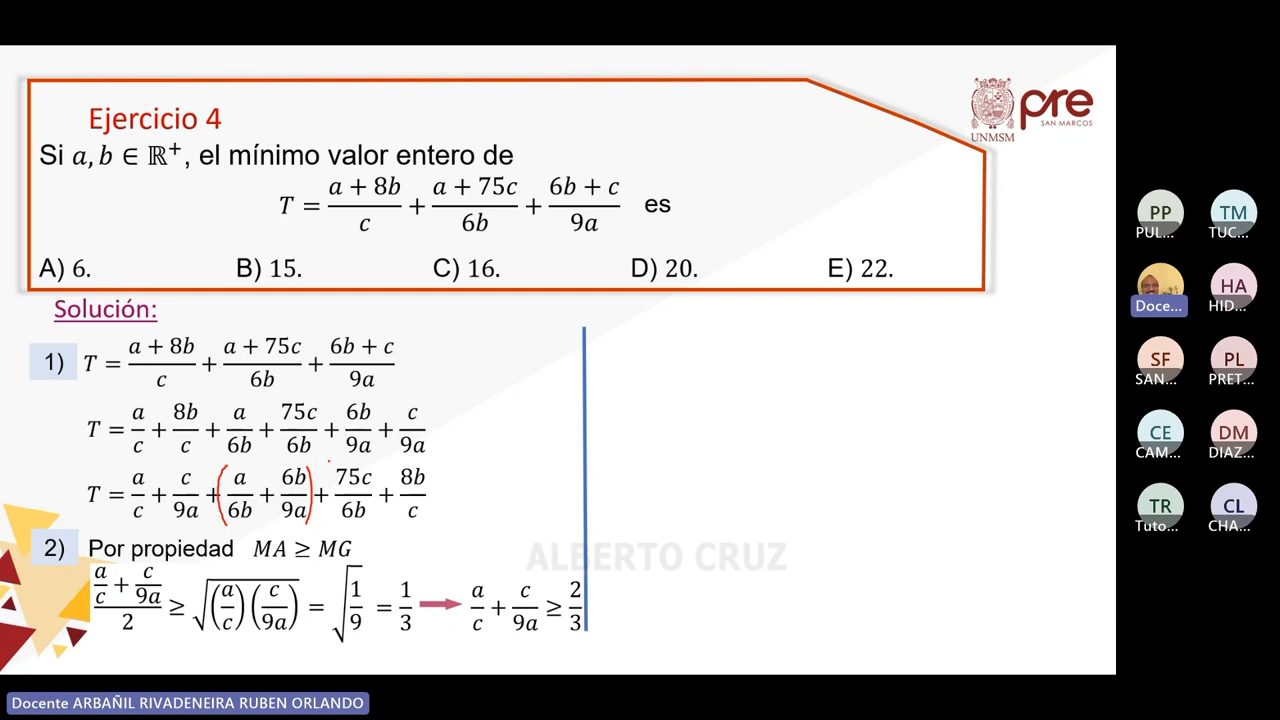 Ejercicio 4
UNMSM
pre
SAN MARCOS
Si a, b ∈ ℝ⁺, el mínimo valor entero de
T = (a + 8b)/c + (a + 75c)/6b + (6b + c)/9a es
A) 6. B) 15. C) 16. D) 20. E) 22.
Solución:
1) T = (a + 8b)/c + (a + 75c)/6b + (6b + c)/9a
T = a/c + 8b/c + a/6b + 75c/6b + 6b/9a + c/9a
T = a/c + c/9a + (a/6b + 6b/9a) + 75c/6b + 8b/c
2) Por propiedad MA ≥ MG
(a/c + c/9a)/2 ≥ √((a/c)(c/9a)) = √(1/9) = 1/3 → a/c + c/9a ≥ 2/3
ALBERTO CRUZ
PP
PUL...
TM
TUC...
Doce...
HA
HID...
SF
SAN...
PL
PRET...
CE
CAM...
DM
DIAZ...
TR
Tuto...
CL
CHA...
Docente ARBAÑIL RIVADENEIRA RUBEN ORLANDO